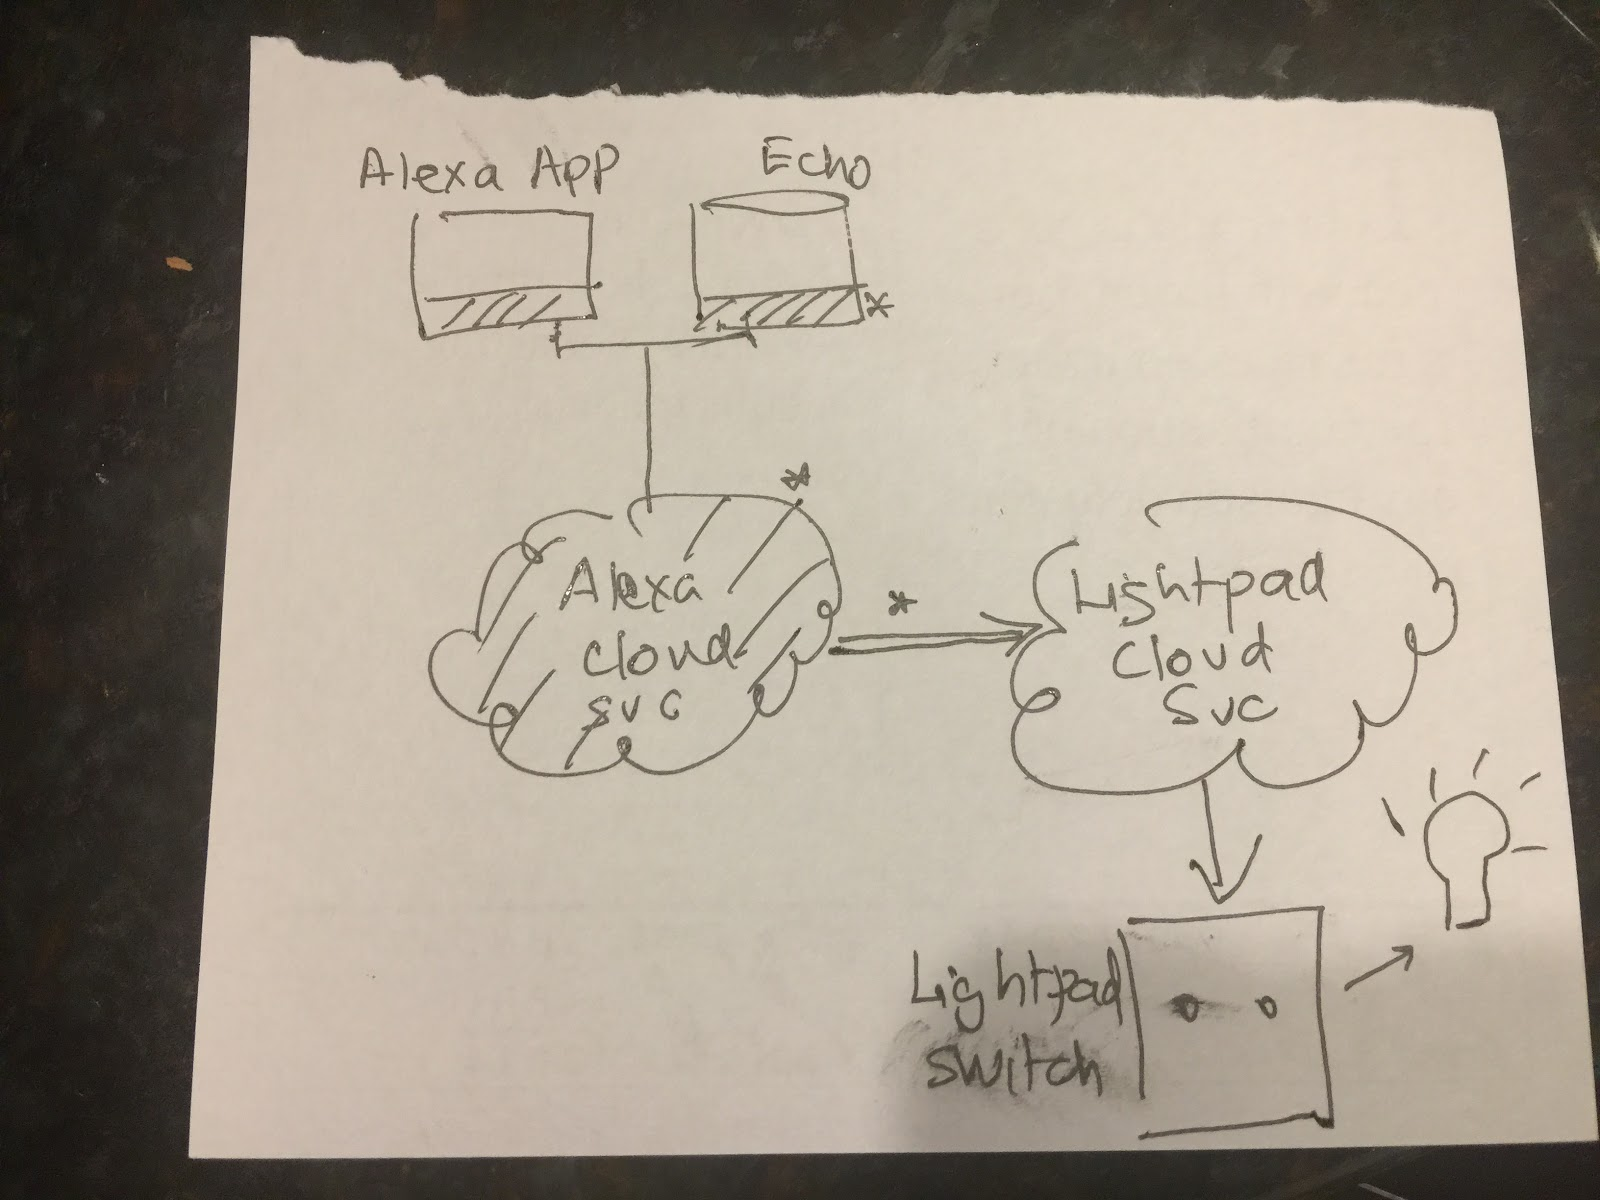 Alexa App
Echo
*
*
Alexa
cloud
svc
*
Lightpad
Cloud
Svc
Lightpad
switch